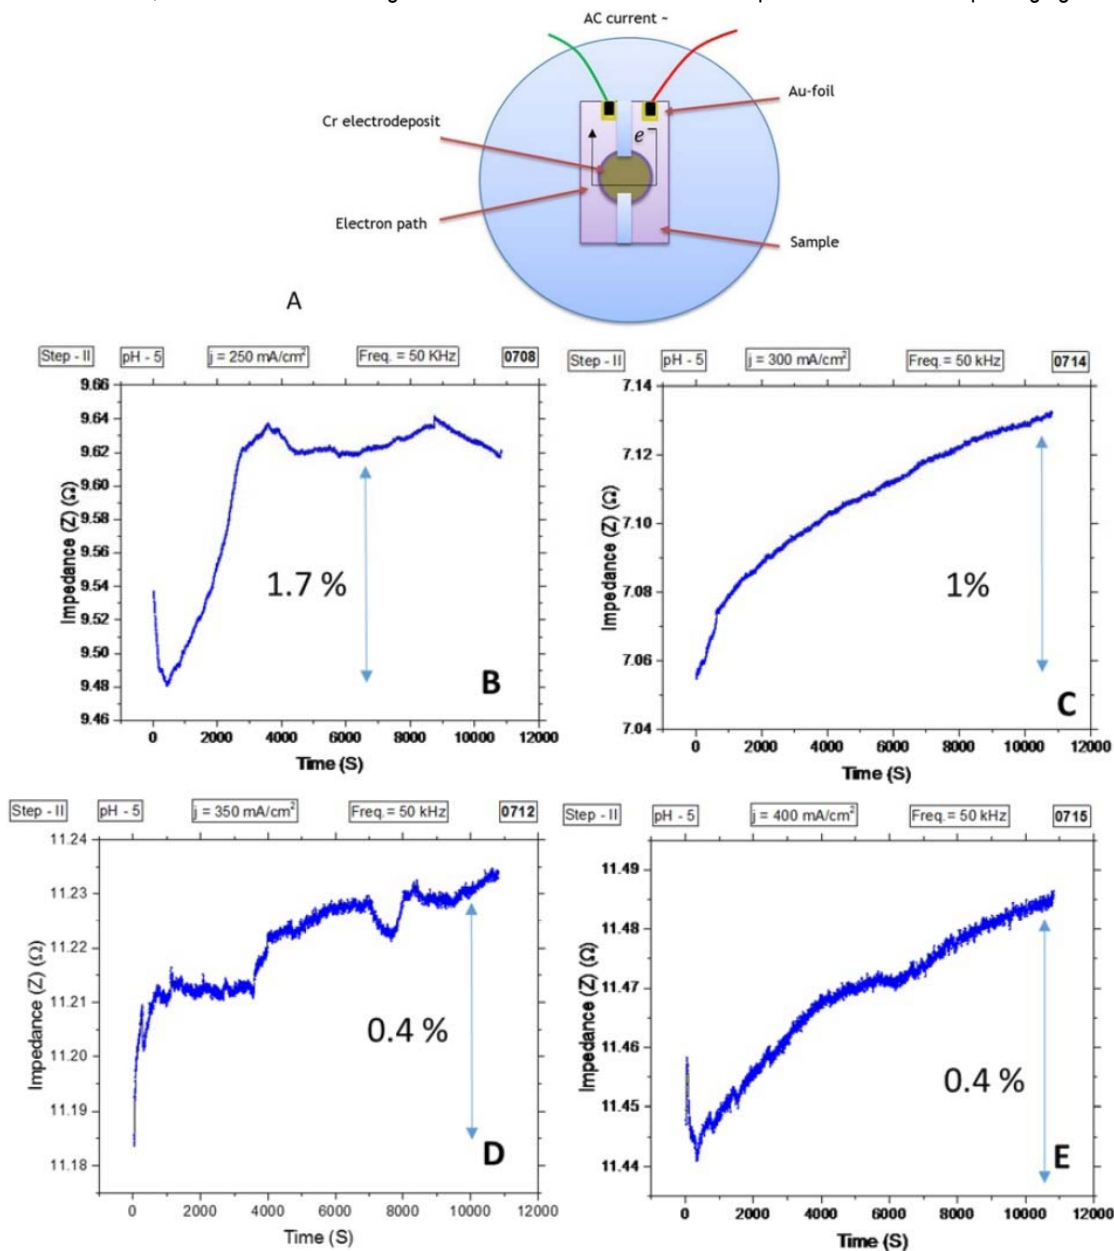 AC current ~
Au-foil
Cr electrodeposit
e
Electron path
Sample
A
Step - II pH - 5 j = 250 mA/cm² Freq. = 50 KHz 0708
9.66
9.64
9.62
9.60
9.58
9.56
9.54
9.52
9.50
9.48
9.46
Impedance (Z) (Ω)
1.7 %
B
0 2000 4000 6000 8000 10000 12000
Time (S)
Step - II pH - 5 j = 300 mA/cm² Freq. = 50 kHz 0714
7.14
7.12
7.10
7.08
7.06
7.04
Impedance (Z) (Ω)
1%
C
0 2000 4000 6000 8000 10000 12000
Time (S)
Step - II pH - 5 j = 350 mA/cm² Freq. = 50 kHz 0712
11.24
11.23
11.22
11.21
11.20
11.19
11.18
Impedance (Z) (Ω)
0.4 %
D
0 2000 4000 6000 8000 10000 12000
Time (S)
Step - II pH - 5 j = 400 mA/cm² Freq. = 50 kHz 0715
11.49
11.48
11.47
11.46
11.45
11.44
Impedance (Z) (Ω)
0.4 %
E
0 2000 4000 6000 8000 10000 12000
Time (S)